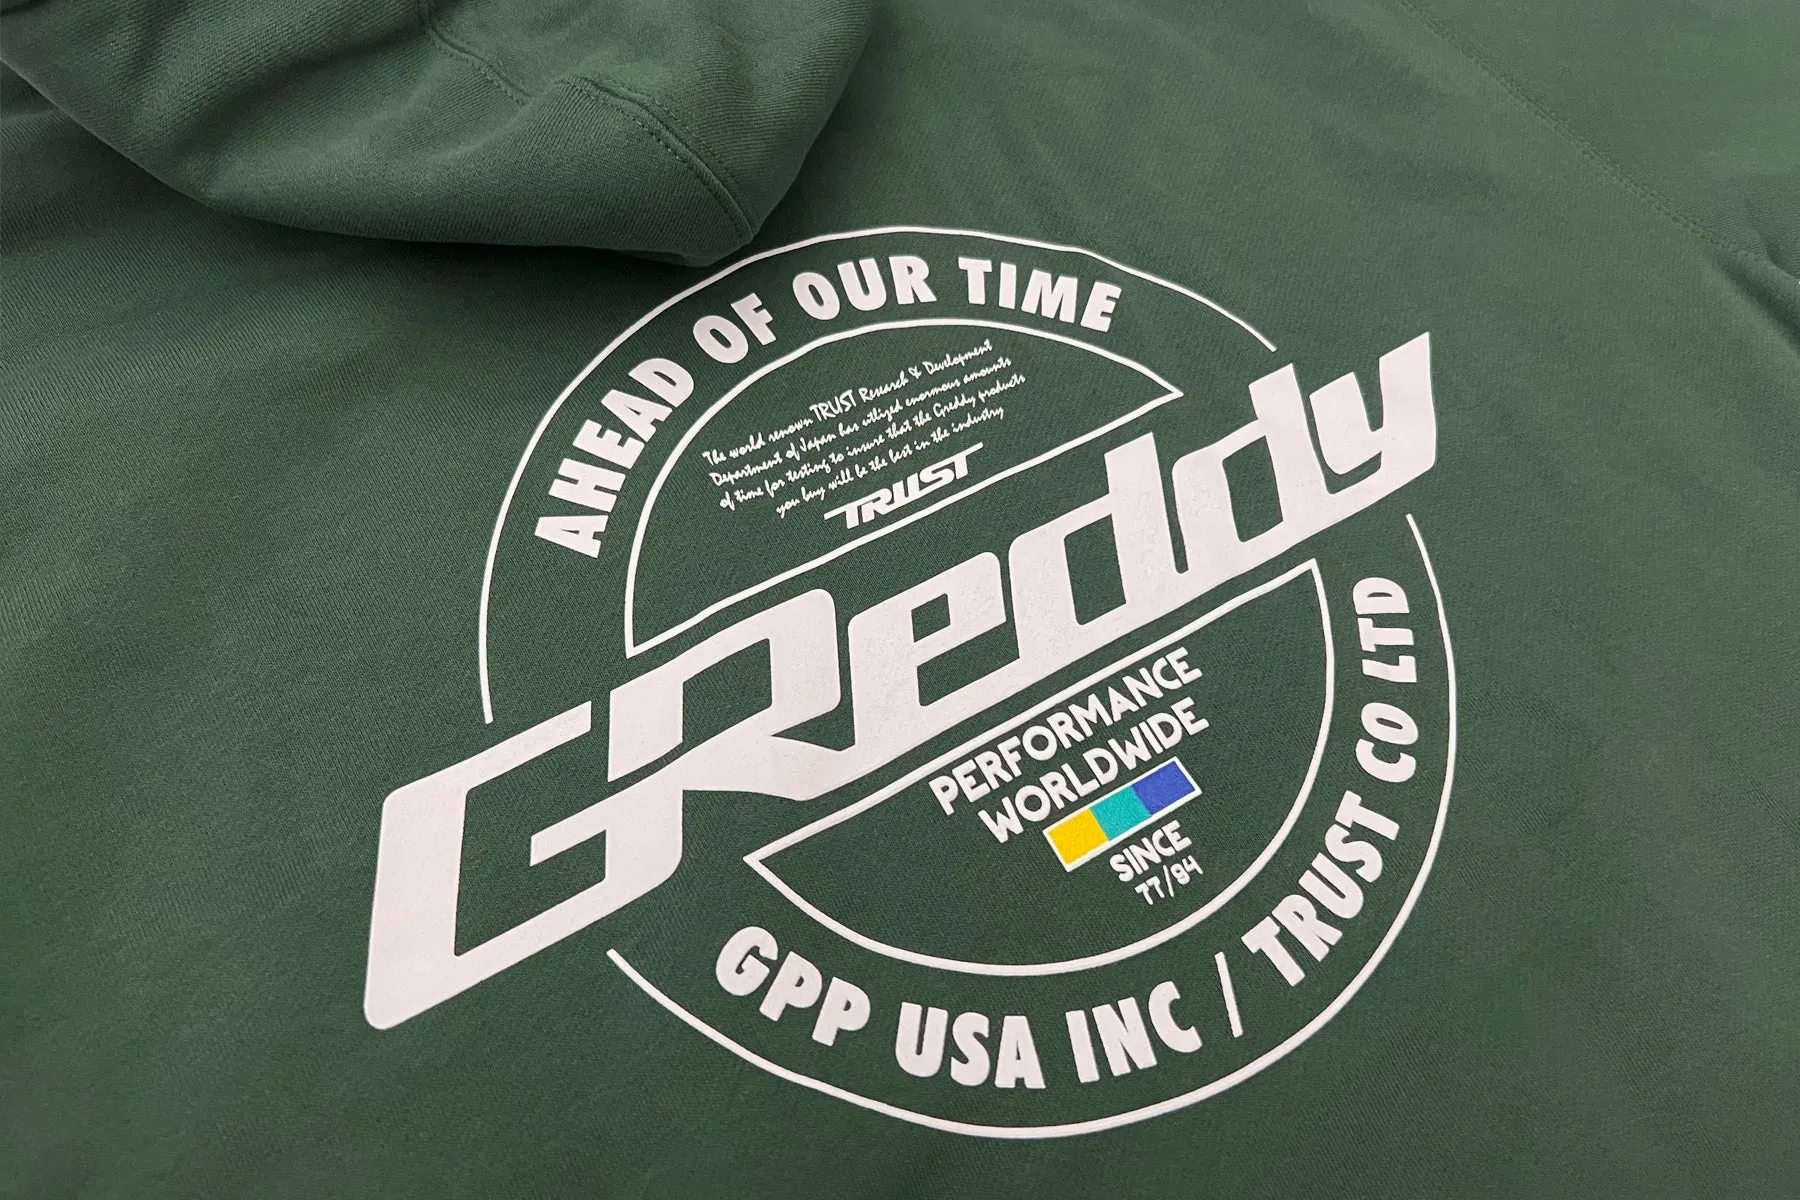 AHEAD OF OUR TIME
The world renown TRUST Research & Development
Department of Japan has utlized enormous amounts
of time for testing to insure that the Greddy products
you buy will be the best in the industry
TRUST
GReddy
PERFORMANCE
WORLDWIDE
SINCE
77/94
GPP USA INC / TRUST CO LTD